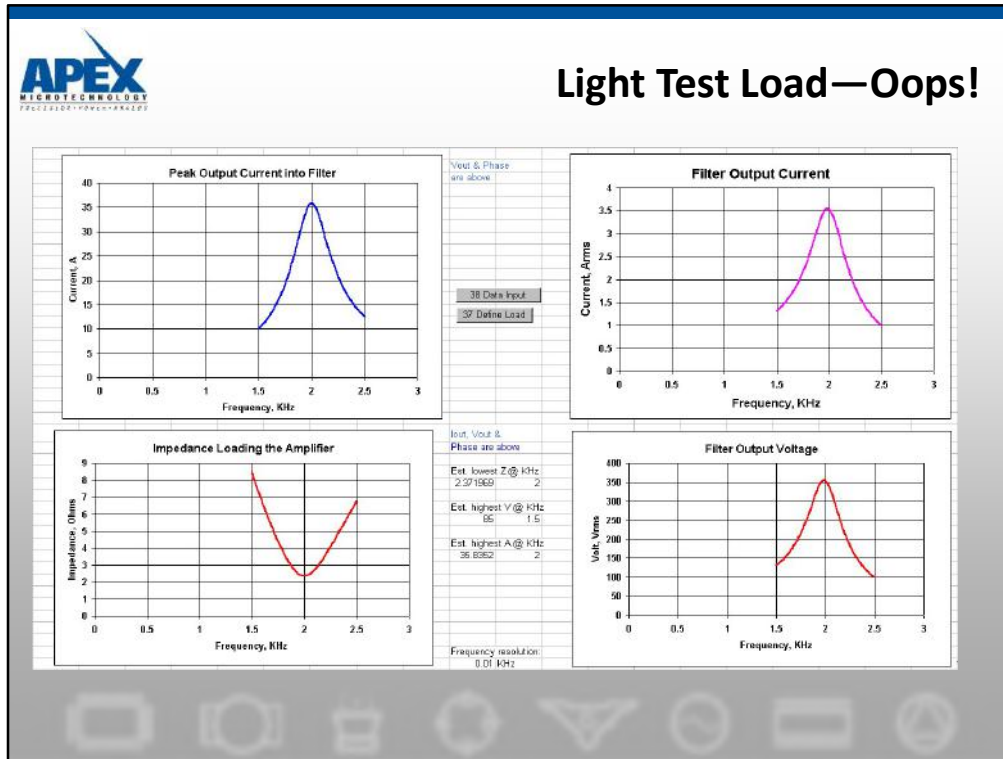 APEX
MICROTECHNOLOGY
PRECISION • POWER • ANALOG
Light Test Load—Oops!
Peak Output Current into Filter
Current, A
40
35
30
25
20
15
10
5
0
0 0.5 1 1.5 2 2.5 3
Frequency, KHz
Vout & Phase
are above
38 Data Input
37 Define Load
Filter Output Current
Current, Arms
4
3.5
3
2.5
2
1.5
1
0.5
0
0 0.5 1 1.5 2 2.5 3
Frequency, KHz
Impedance Loading the Amplifier
Impedance, Ohms
9
8
7
6
5
4
3
2
1
0
0 0.5 1 1.5 2 2.5 3
Frequency, KHz
Iout, Vout &
Phase are above
Est. lowest Z @ KHz
2.371969 2
Est. highest V @ KHz
85 1.5
Est. highest A @ KHz
35.8352 2
Frequency resolution:
0.01 KHz
Filter Output Voltage
Volt, Vrms
400
350
300
250
200
150
100
50
0
0 0.5 1 1.5 2 2.5 3
Frequency, KHz